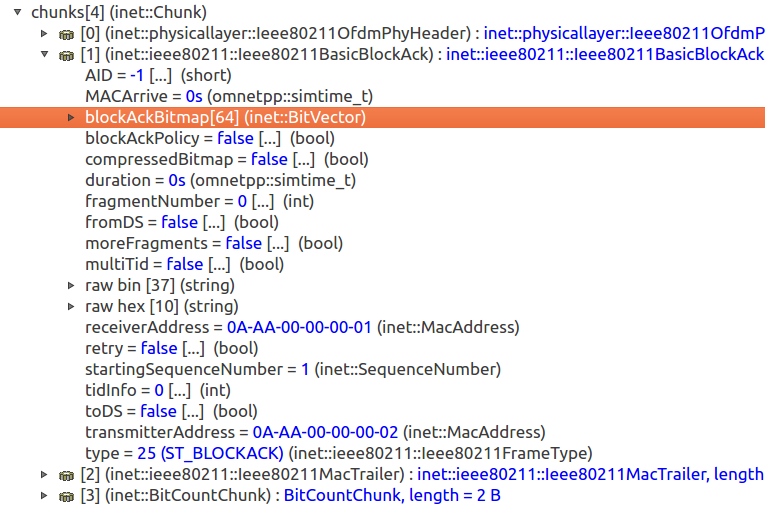 chunks[4] (inet::Chunk)
[0] (inet::physicallayer::Ieee80211OfdmPhyHeader) : inet::physicallayer::Ieee80211OfdmP
[1] (inet::ieee80211::Ieee80211BasicBlockAck) : inet::ieee80211::Ieee80211BasicBlockAck
AID = -1 [...] (short)
MACArrive = 0s (omnetpp::simtime_t)
blockAckBitmap[64] (inet::BitVector)
blockAckPolicy = false [...] (bool)
compressedBitmap = false [...] (bool)
duration = 0s (omnetpp::simtime_t)
fragmentNumber = 0 [...] (int)
fromDS = false [...] (bool)
moreFragments = false [...] (bool)
multiTid = false [...] (bool)
raw bin [37] (string)
raw hex [10] (string)
receiverAddress = 0A-AA-00-00-00-01 (inet::MacAddress)
retry = false [...] (bool)
startingSequenceNumber = 1 (inet::SequenceNumber)
tidInfo = 0 [...] (int)
toDS = false [...] (bool)
transmitterAddress = 0A-AA-00-00-00-02 (inet::MacAddress)
type = 25 (ST_BLOCKACK) (inet::ieee80211::Ieee80211FrameType)
[2] (inet::ieee80211::Ieee80211MacTrailer) : inet::ieee80211::Ieee80211MacTrailer, length
[3] (inet::BitCountChunk) : BitCountChunk, length = 2 B